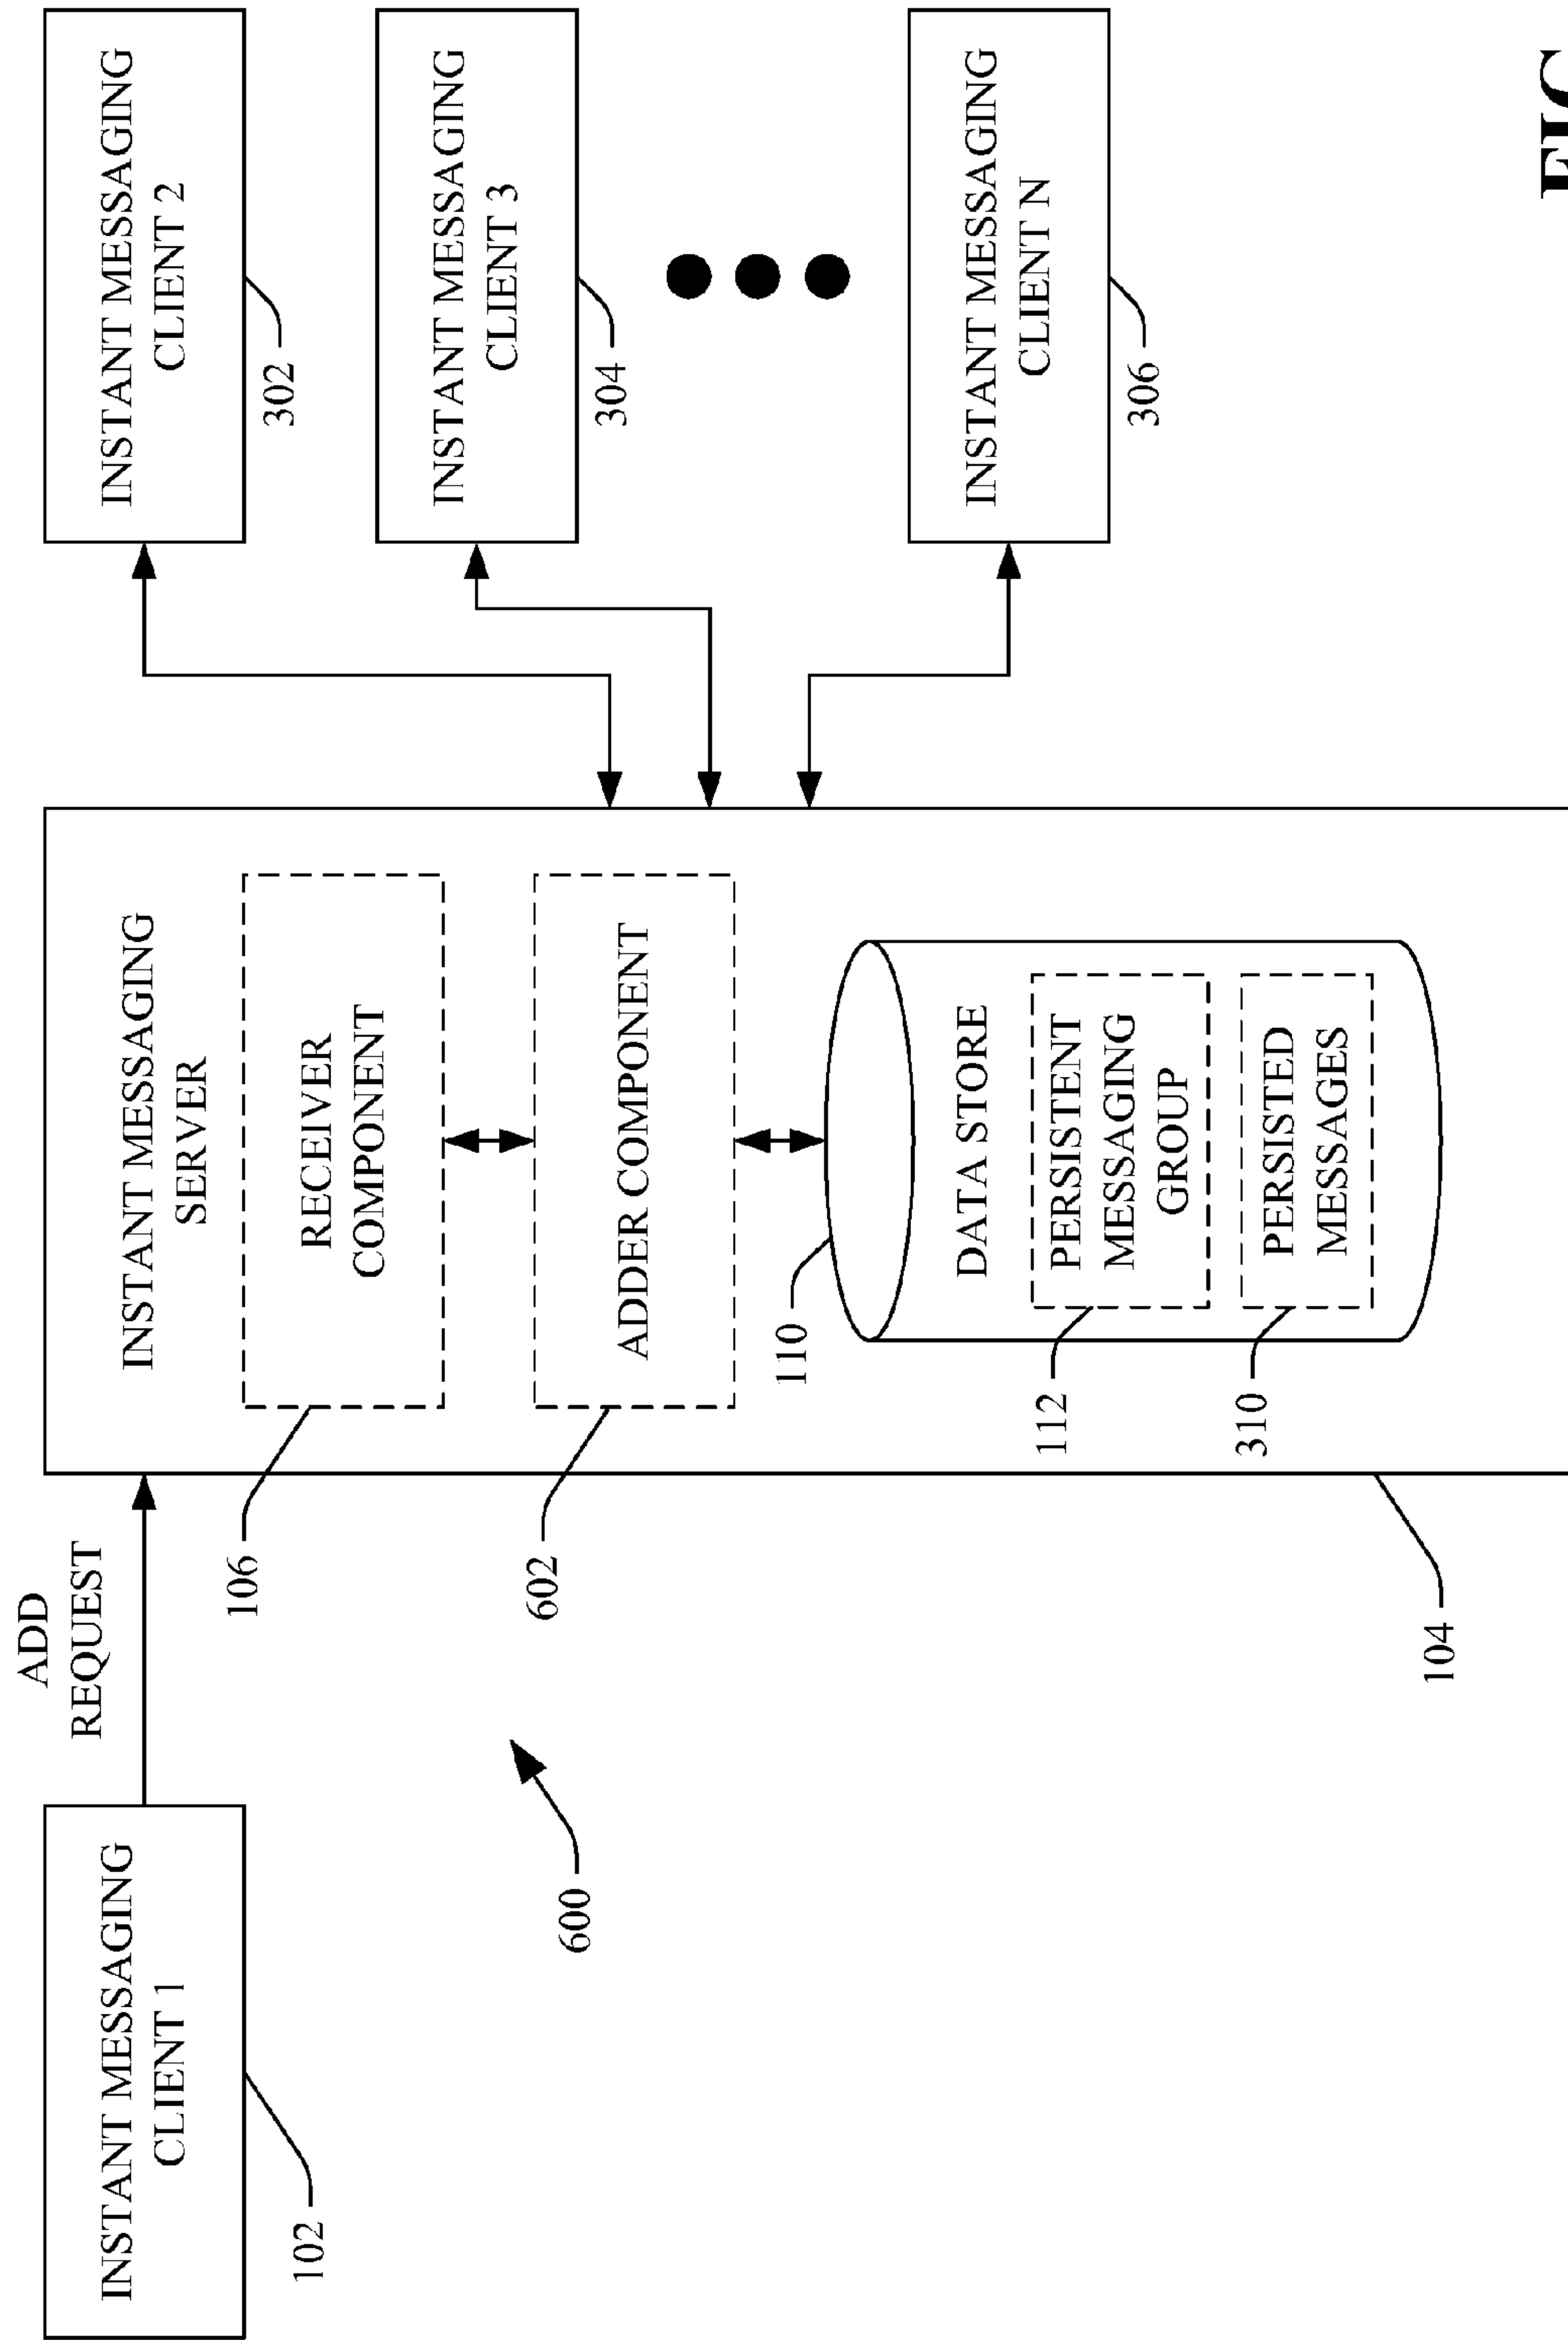 ADD
REQUEST
INSTANT MESSAGING
CLIENT 1
102
600
INSTANT MESSAGING
SERVER
104
RECEIVER
COMPONENT
106
ADDER COMPONENT
602
110
DATA STORE
PERSISTENT
MESSAGING
GROUP
112
PERSISTED
MESSAGES
310
INSTANT MESSAGING
CLIENT 2
302
INSTANT MESSAGING
CLIENT 3
304
INSTANT MESSAGING
CLIENT N
306